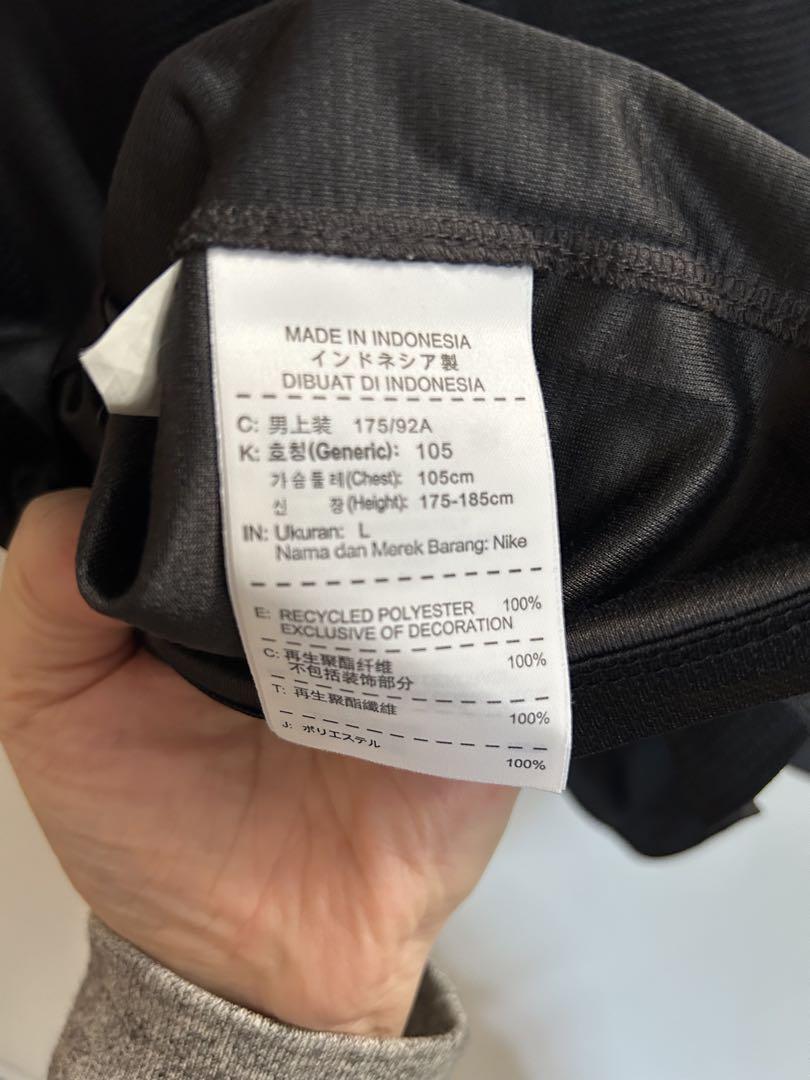 MADE IN INDONESIA
インドネシア製
DIBUAT DI INDONESIA
C: 男上装 175/92A
K: 호칭(Generic): 105
가슴둘레(Chest): 105cm
신 장(Height): 175-185cm
IN: Ukuran: L
Nama dan Merek Barang: Nike
E: RECYCLED POLYESTER 100%
EXCLUSIVE OF DECORATION
C: 再生聚酯纤维 100%
不包括装饰部分
T: 再生聚酯纖維 100%
J: ポリエステル 100%